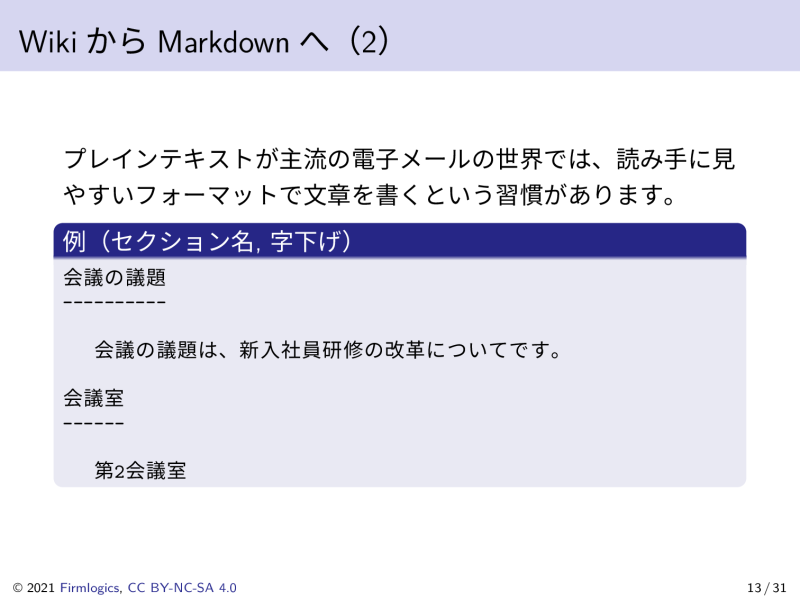 Wiki から Markdown へ（2）
プレインテキストが主流の電子メールの世界では、読み手に見
やすいフォーマットで文章を書くという習慣があります。
例（セクション名, 字下げ）
会議の議題
----------
会議の議題は、新入社員研修の改革についてです。
会議室
------
第2会議室
© 2021 Firmlogics, CC BY-NC-SA 4.0
13 / 31